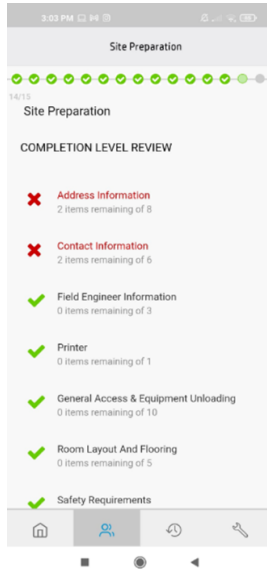 3:03 PM
Site Preparation
14/15
Site Preparation
COMPLETION LEVEL REVIEW
Address Information
2 items remaining of 8
Contact Information
2 items remaining of 6
Field Engineer Information
0 items remaining of 3
Printer
0 items remaining of 1
General Access & Equipment Unloading
0 items remaining of 10
Room Layout And Flooring
0 items remaining of 5
Safety Requirements